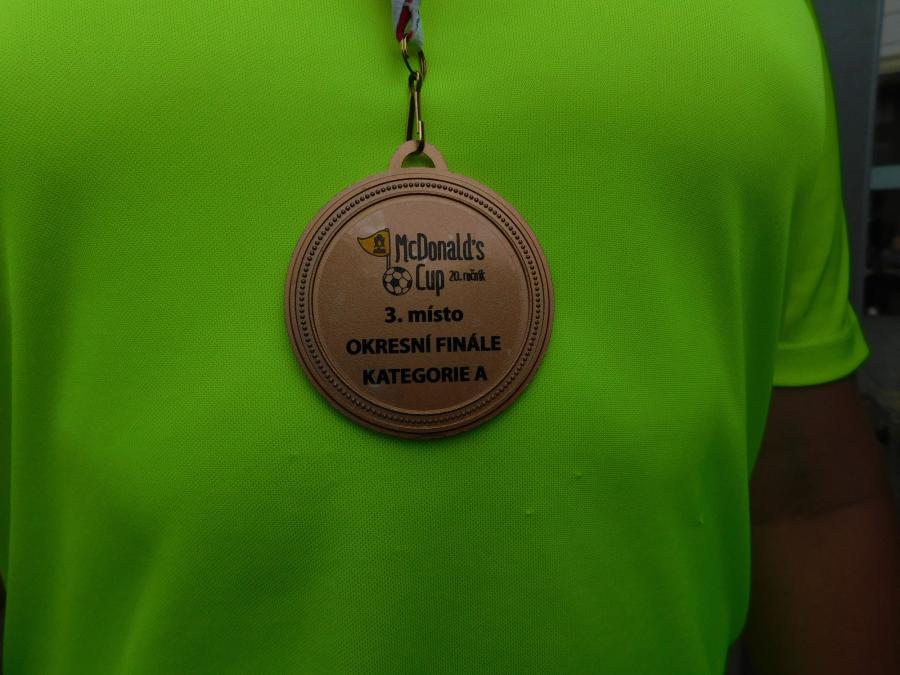 McDonald's
Cup 20. ročník
3. místo
OKRESNÍ FINÁLE
KATEGORIE A